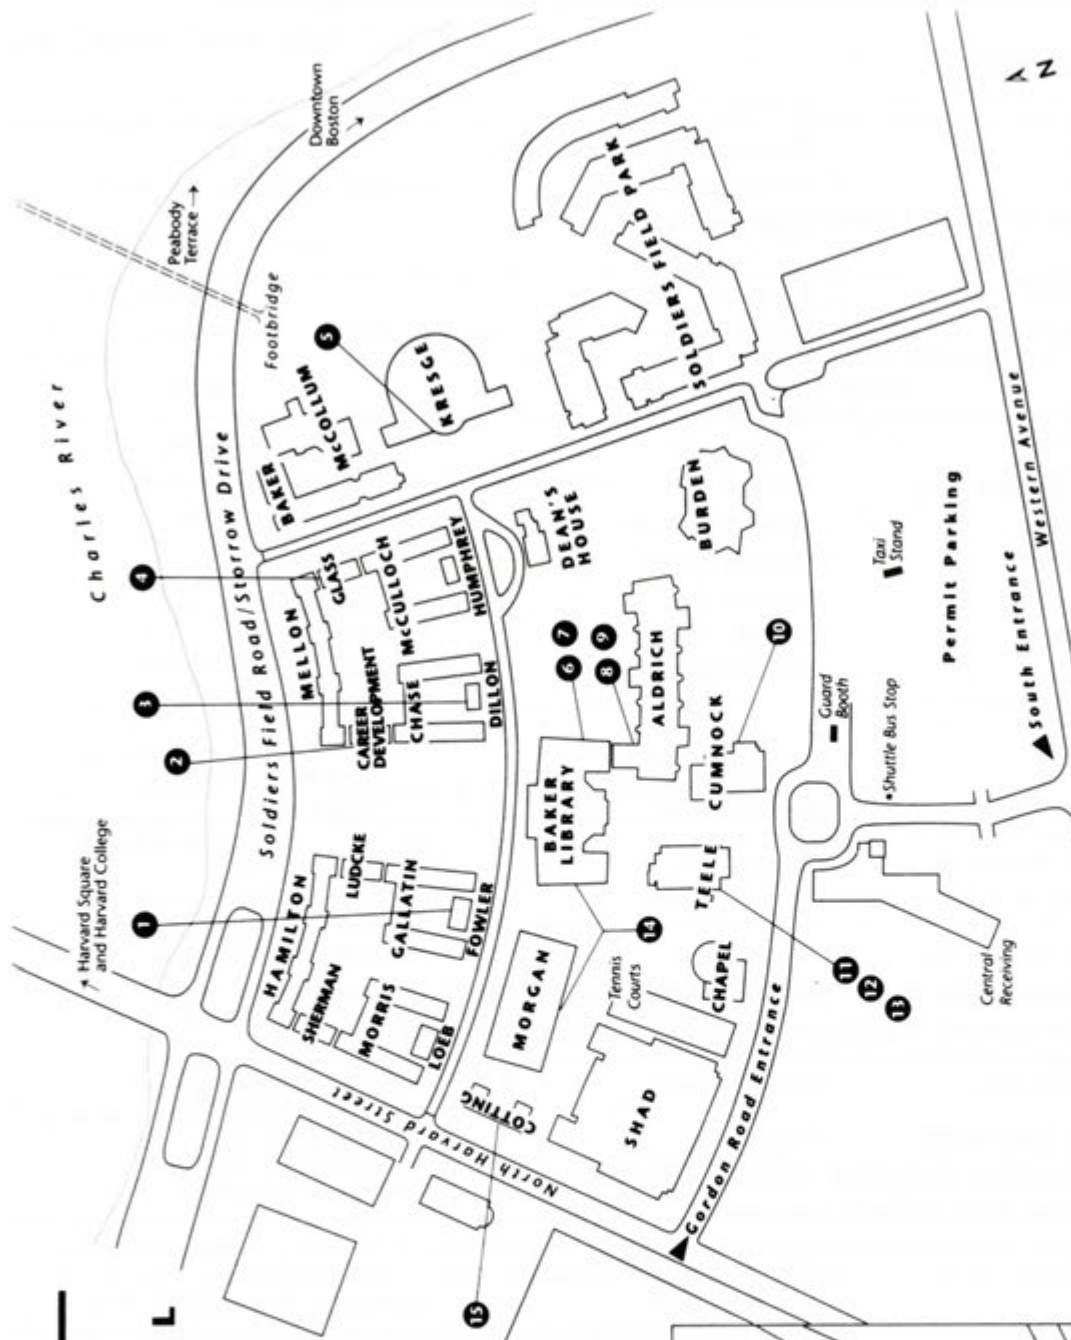 Charles River
Harvard Square
and Harvard College
Peabody
Terrace
Downtown
Boston
Footbridge
Soldiers Field Road/Storrow Drive
N
1
2
3
4
5
HAMILTON
SHERMAN
LUDCKE
MORRIS
GALLATIN
LOEB
FOWLER
MELLON
GLASS
CAREER
DEVELOPMENT
CHASE
McCULLOCH
DILLON
HUMPHREY
BAKER
McCOLLUM
KRESGE
North Harvard Street
COTTING
MORGAN
BAKER
LIBRARY
DEAN'S
HOUSE
SOLDIERS FIELD PARK
6
7
8
9
ALDRICH
BURDEN
SHAD
Tennis
Courts
14
CHAPEL
TEELE
CUMNOCK
10
15
11
12
13
Gordon Road Entrance
Guard
Booth
Shuttle Bus Stop
Taxi
Stand
Permit Parking
Central
Receiving
South Entrance
Western Avenue
L